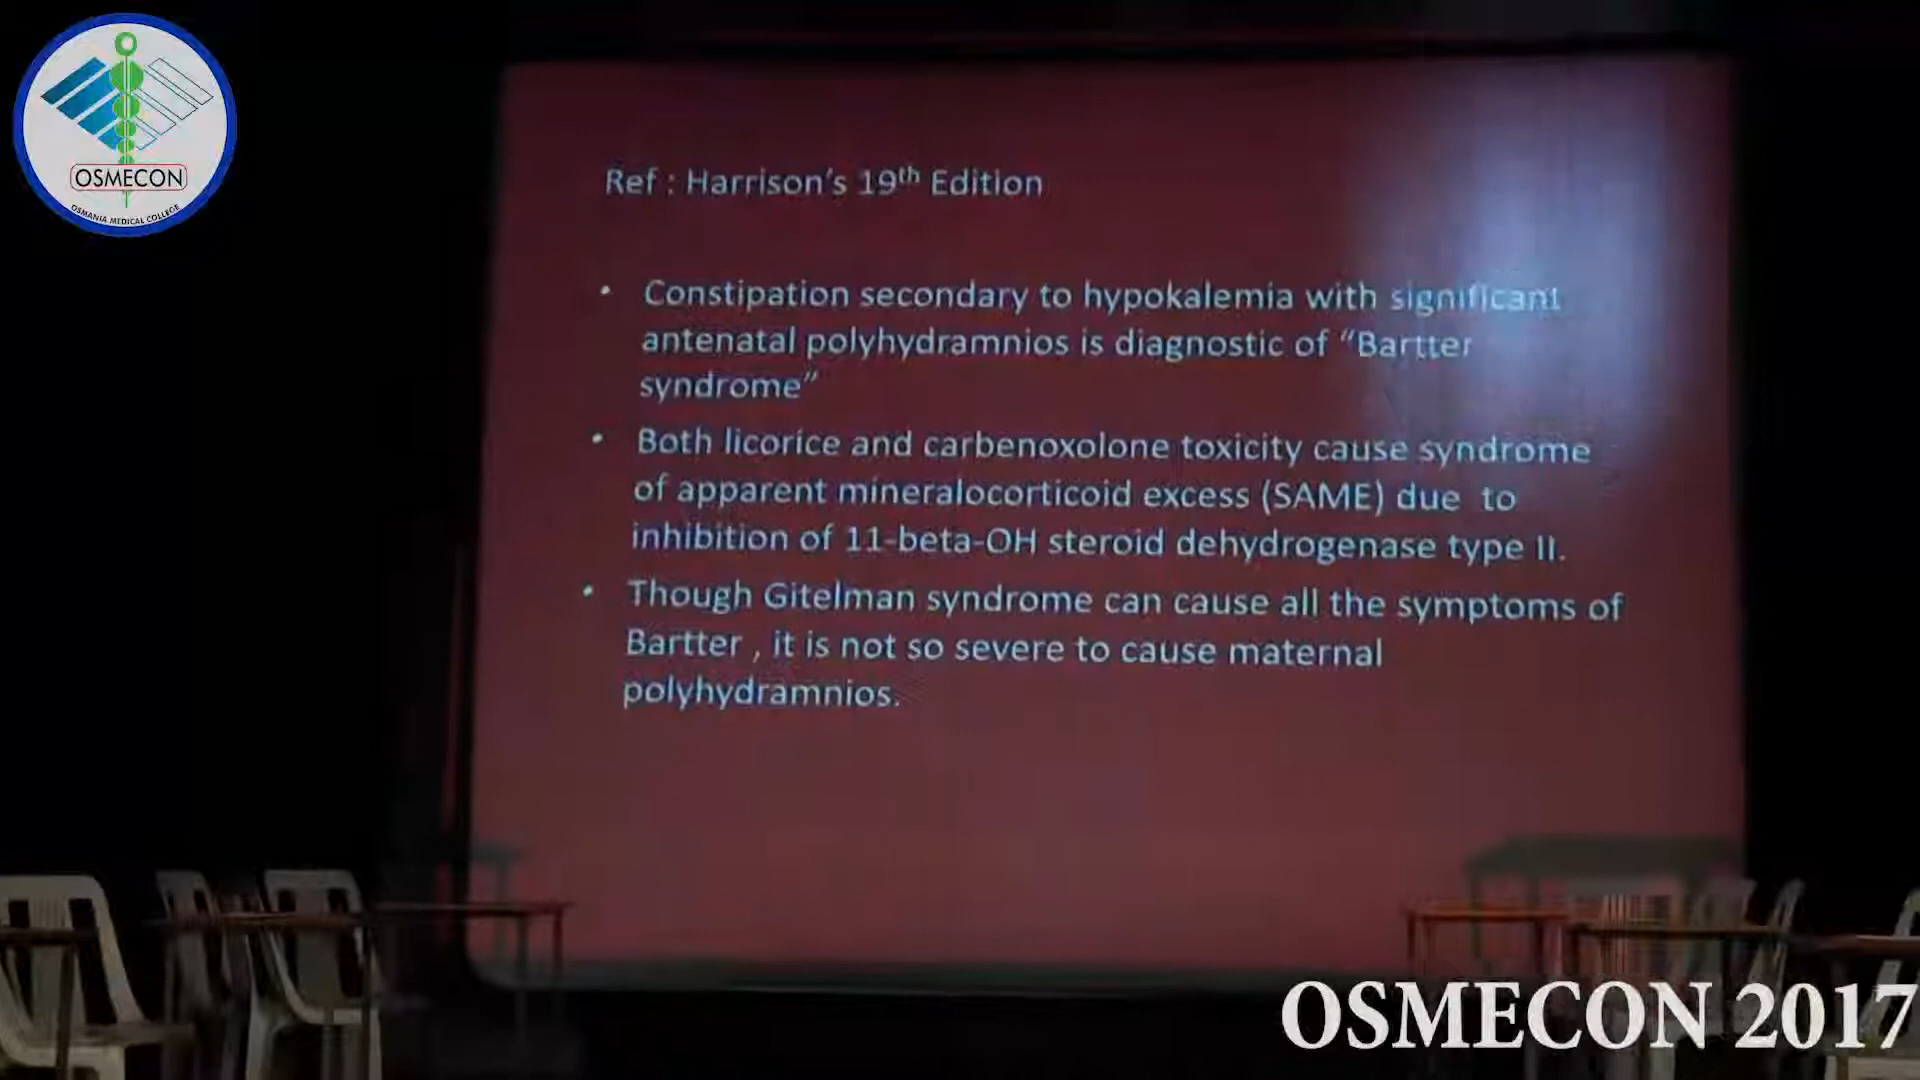 OSMECON
OSMANIA MEDICAL COLLEGE
Ref : Harrison's 19th Edition
• Constipation secondary to hypokalemia with significant
antenatal polyhydramnios is diagnostic of “Bartter
syndrome”
• Both licorice and carbenoxolone toxicity cause syndrome
of apparent mineralocorticoid excess (SAME) due to
inhibition of 11-beta-OH steroid dehydrogenase type II.
• Though Gitelman syndrome can cause all the symptoms of
Bartter , it is not so severe to cause maternal
polyhydramnios.
OSMECON 2017